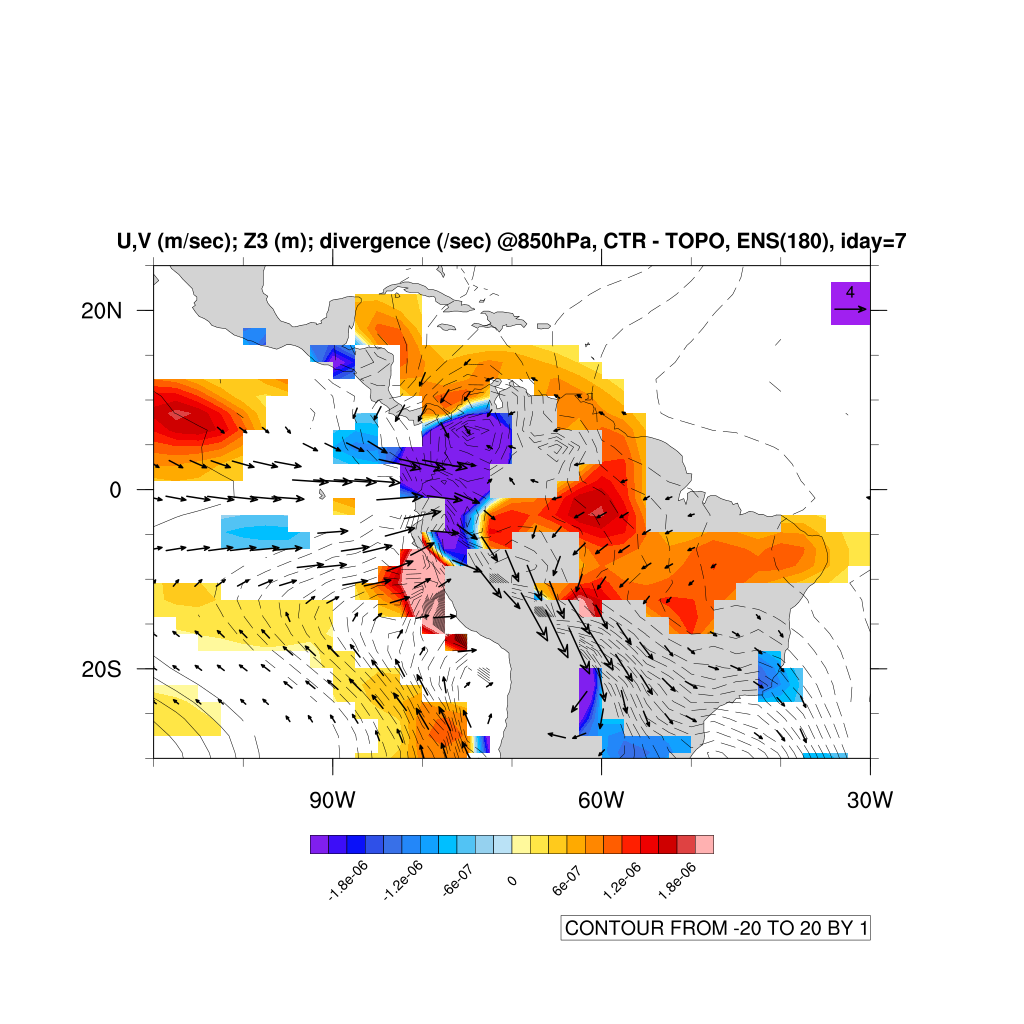 U,V (m/sec); Z3 (m); divergence (/sec) @850hPa, CTR - TOPO, ENS(180), iday=7
4
20N
0
20S
90W 60W 30W
-1.8e-06 -1.2e-06 -6e-07 0 6e-07 1.2e-06 1.8e-06
CONTOUR FROM -20 TO 20 BY 1